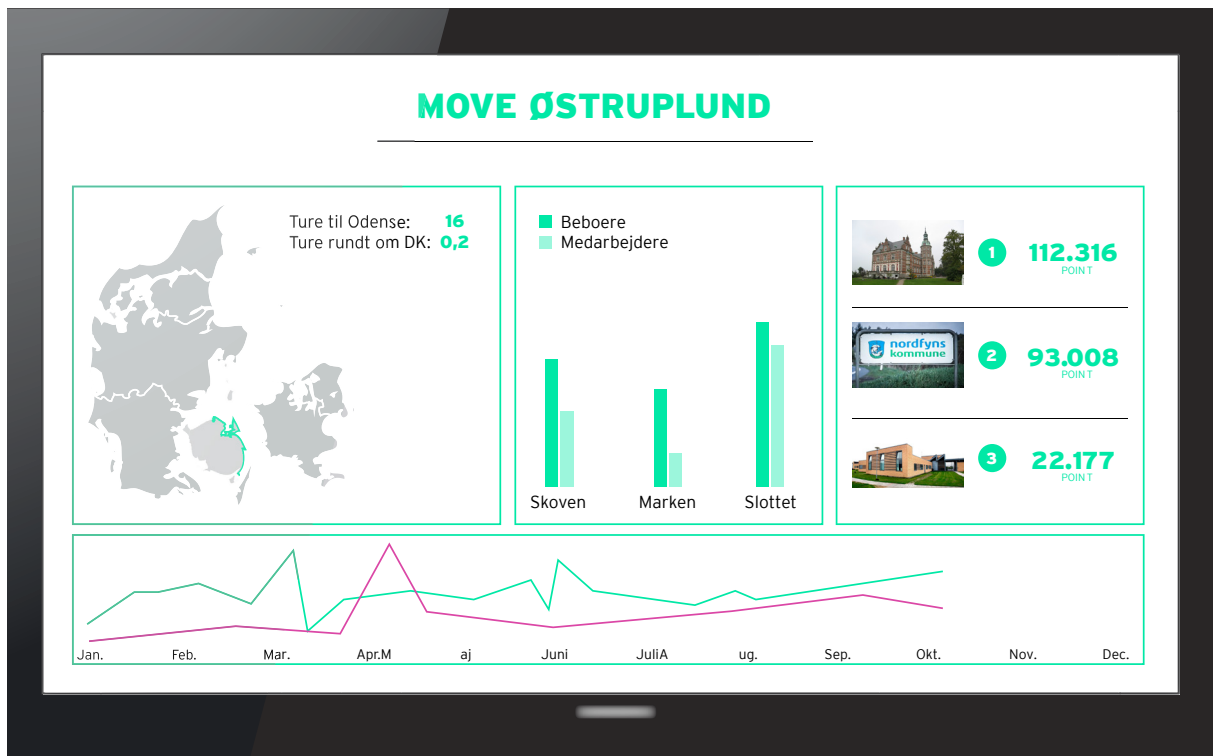 MOVE ØSTRUPLUND
Ture til Odense: 16
Ture rundt om DK: 0,2
Beboere
Medarbejdere
Skoven Marken Slottet
1 112.316
POINT
nordfyns
kommune
2 93.008
POINT
3 22.177
POINT
Jan. Feb. Mar. Apr.M aj Juni JuliA ug. Sep. Okt. Nov. Dec.